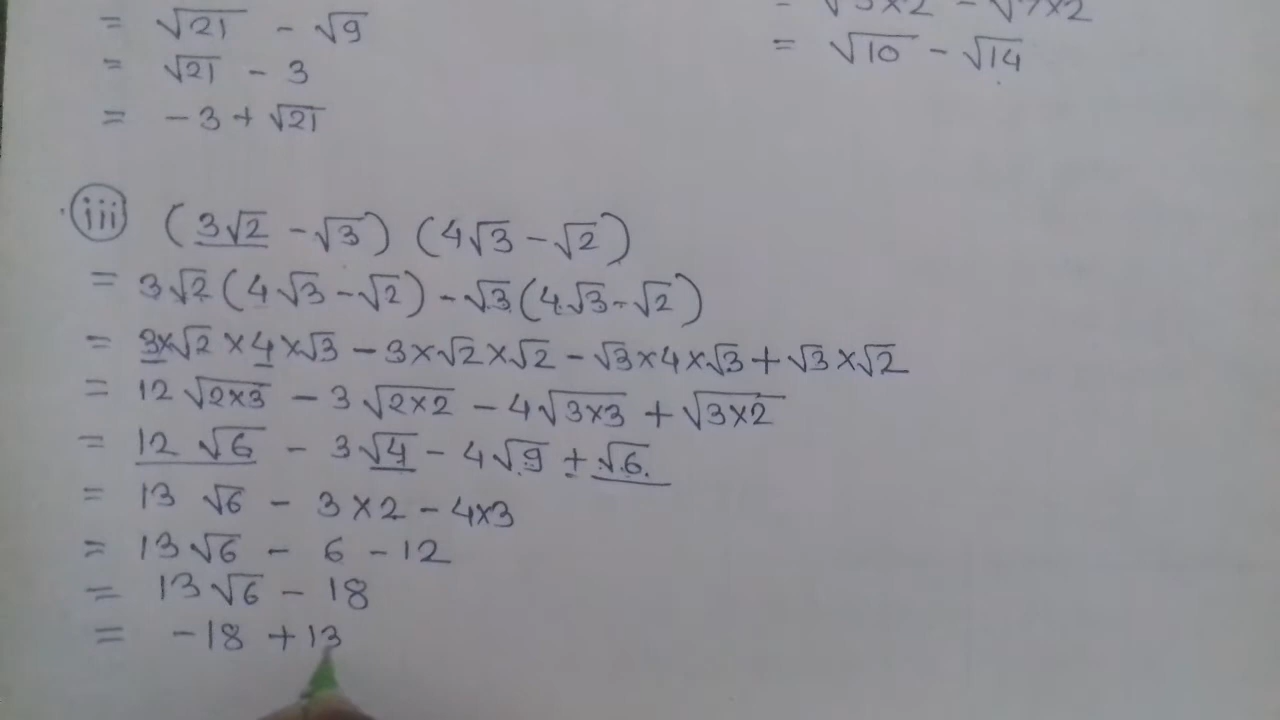 = √21 - √9
= √21 - 3
= -3 + √21
= √10 - √14
iii (3√2 - √3) (4√3 - √2)
= 3√2 (4√3 - √2) - √3 (4√3 - √2)
= 3×√2 × 4 × √3 - 3 × √2 × √2 - √3 × 4 × √3 + √3 × √2
= 12 √2×3 - 3 √2×2 - 4√3×3 + √3×2
= 12 √6 - 3√4 - 4√9 + √6
= 13 √6 - 3 × 2 - 4×3
= 13√6 - 6 - 12
= 13√6 - 18
= -18 + 13